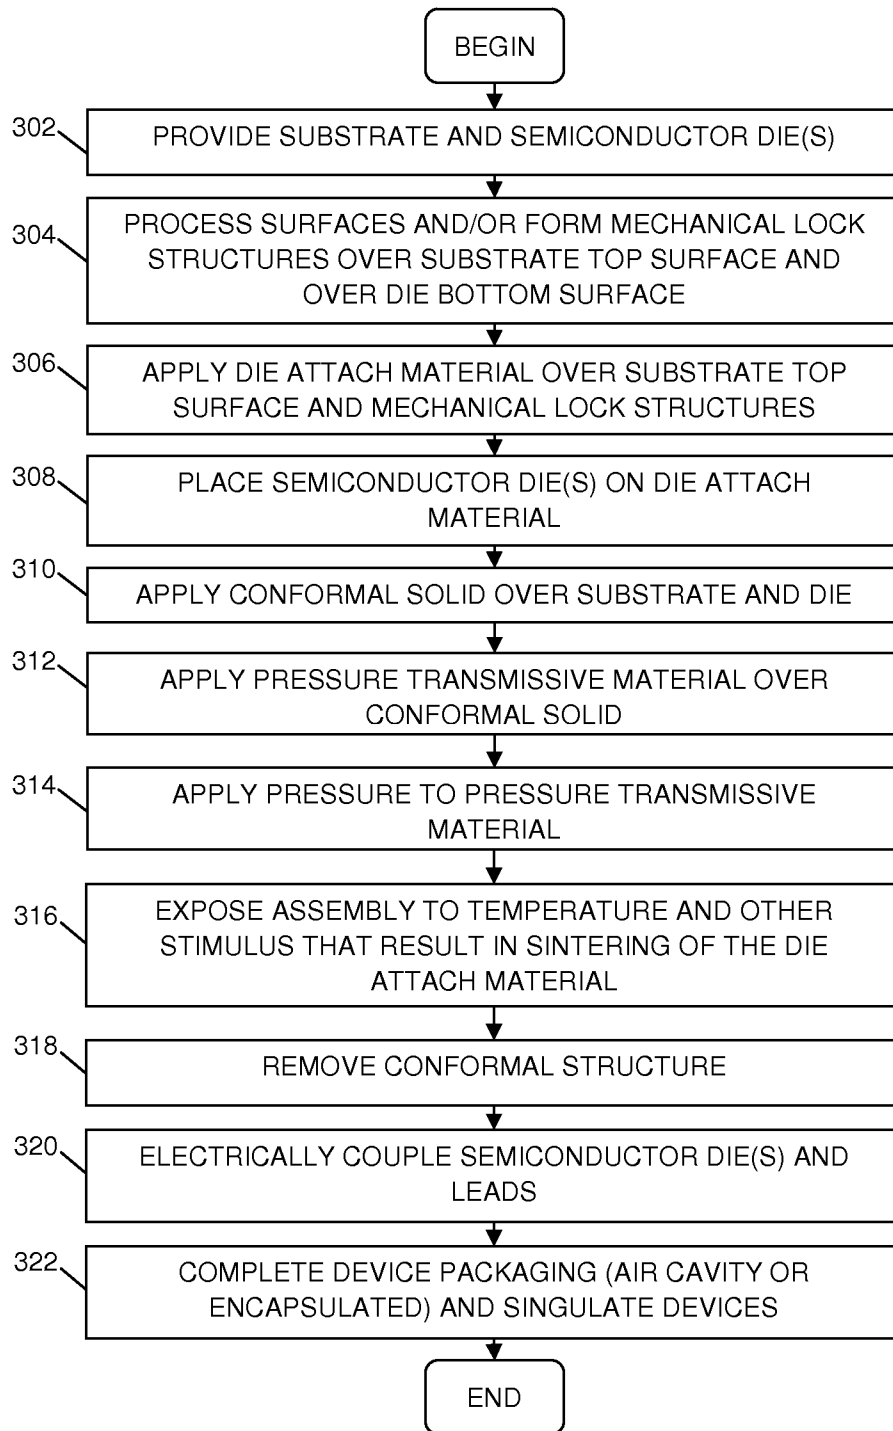 BEGIN
302
PROVIDE SUBSTRATE AND SEMICONDUCTOR DIE(S)
304
PROCESS SURFACES AND/OR FORM MECHANICAL LOCK
STRUCTURES OVER SUBSTRATE TOP SURFACE AND
OVER DIE BOTTOM SURFACE
306
APPLY DIE ATTACH MATERIAL OVER SUBSTRATE TOP
SURFACE AND MECHANICAL LOCK STRUCTURES
308
PLACE SEMICONDUCTOR DIE(S) ON DIE ATTACH
MATERIAL
310
APPLY CONFORMAL SOLID OVER SUBSTRATE AND DIE
312
APPLY PRESSURE TRANSMISSIVE MATERIAL OVER
CONFORMAL SOLID
314
APPLY PRESSURE TO PRESSURE TRANSMISSIVE
MATERIAL
316
EXPOSE ASSEMBLY TO TEMPERATURE AND OTHER
STIMULUS THAT RESULT IN SINTERING OF THE DIE
ATTACH MATERIAL
318
REMOVE CONFORMAL STRUCTURE
320
ELECTRICALLY COUPLE SEMICONDUCTOR DIE(S) AND
LEADS
322
COMPLETE DEVICE PACKAGING (AIR CAVITY OR
ENCAPSULATED) AND SINGULATE DEVICES
END